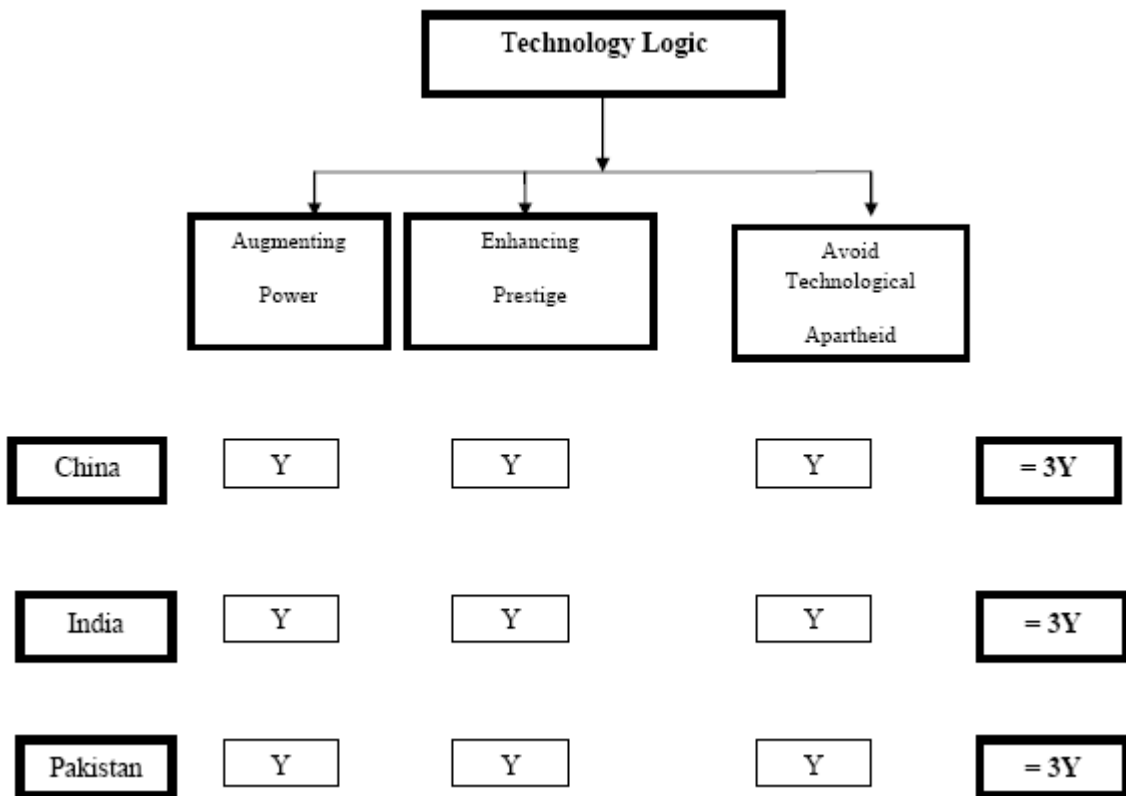 Technology Logic
Augmenting
Power
Enhancing
Prestige
Avoid
Technological
Apartheid
China
Y
Y
Y
= 3Y
India
Y
Y
Y
= 3Y
Pakistan
Y
Y
Y
= 3Y